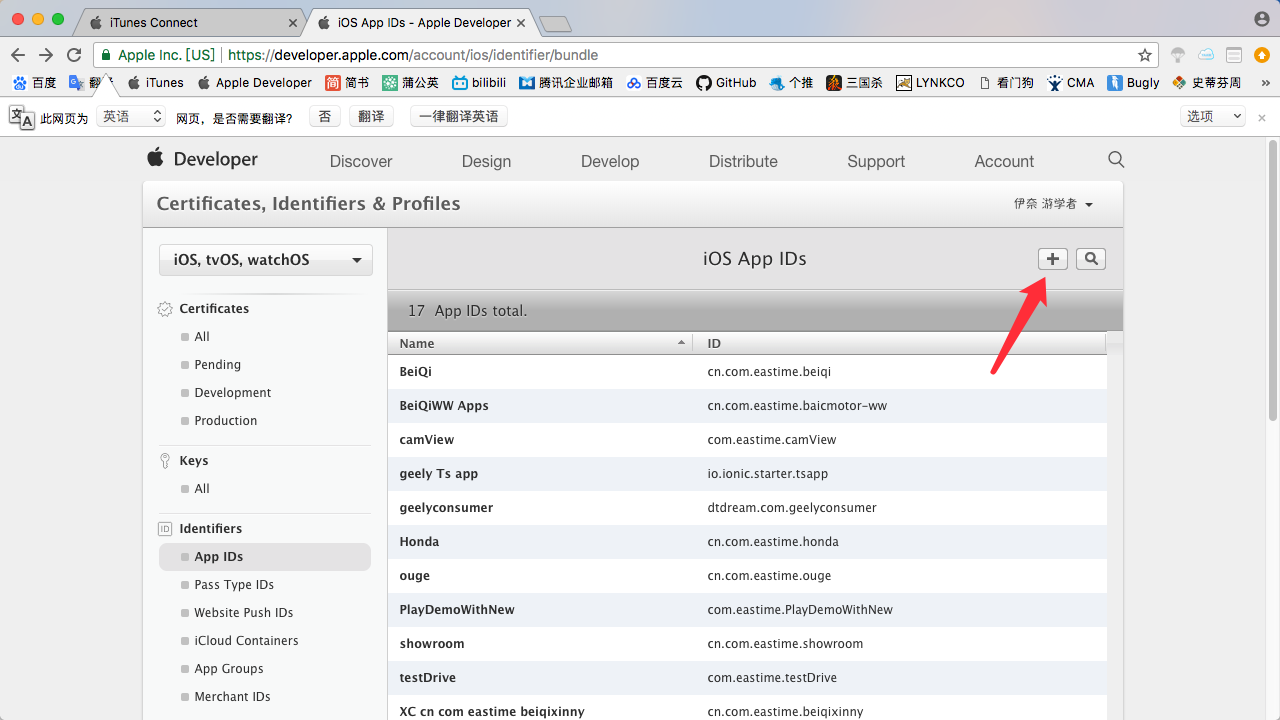 iTunes Connect
iOS App IDs - Apple Developer
Apple Inc. [US] https://developer.apple.com/account/ios/identifier/bundle
百度 翻 iTunes Apple Developer 简书 蒲公英 bilibili 腾讯企业邮箱 百度云 GitHub 个推 三国杀 LYNKCO 看门狗 CMA Bugly 史蒂芬周 »
此网页为 英语 网页，是否需要翻译？ 否 翻译 一律翻译英语 选项
Developer Discover Design Develop Distribute Support Account
Certificates, Identifiers & Profiles
伊奈 游学者
iOS, tvOS, watchOS
Certificates
All
Pending
Development
Production
Keys
All
ID Identifiers
App IDs
Pass Type IDs
Website Push IDs
iCloud Containers
App Groups
Merchant IDs
iOS App IDs
17 App IDs total.
Name ID
BeiQi cn.com.eastime.beiqi
BeiQiWW Apps cn.com.eastime.baicmotor-ww
camView com.eastime.camView
geely Ts app io.ionic.starter.tsapp
geelyconsumer dtdream.com.geelyconsumer
Honda cn.com.eastime.honda
ouge cn.com.eastime.ouge
PlayDemoWithNew com.eastime.PlayDemoWithNew
showroom cn.com.eastime.showroom
testDrive com.eastime.testDrive
XC cn com eastime beiqixinny cn.com.eastime.beiqixinny